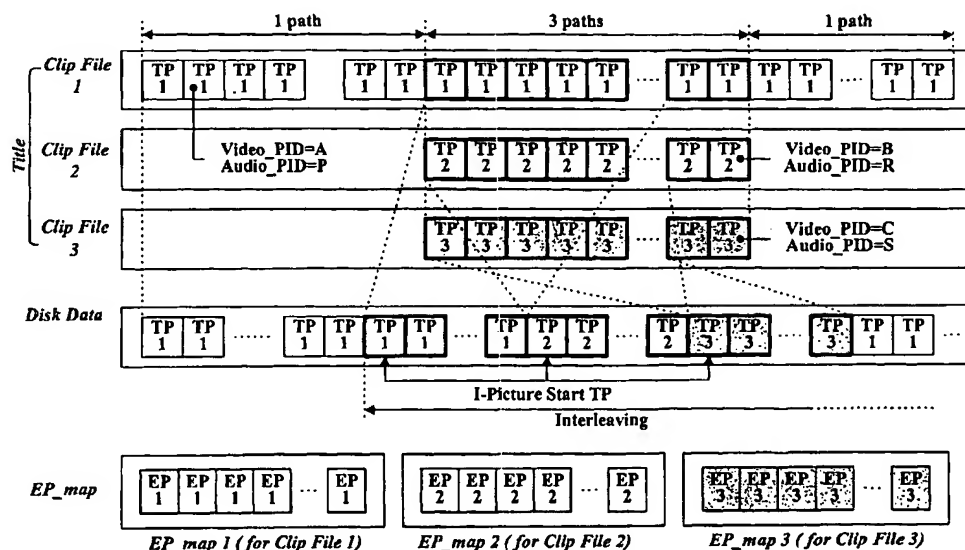 1 path 3 paths 1 path
Title
Clip File 1
TP 1 TP 1 TP 1 TP 1 TP 1 TP 1 TP 1 TP 1 TP 1 TP 1 TP 1 ... TP 1 TP 1 TP 1 TP 1 ... TP 1 TP 1
Video_PID=A
Audio_PID=P
Clip File 2
TP 2 TP 2 TP 2 TP 2 TP 2 ... TP 2 TP 2
Video_PID=B
Audio_PID=R
Clip File 3
TP 3 TP 3 TP 3 TP 3 TP 3 ... TP 3 TP 3
Video_PID=C
Audio_PID=S
Disk Data
TP 1 TP 1 ... TP 1 TP 1 TP 1 TP 1 ... TP 1 TP 2 TP 2 ... TP 2 TP 3 TP 3 ... TP 3 TP 1 TP 1 ...
I-Picture Start TP
Interleaving
EP_map
EP 1 EP 1 EP 1 EP 1 ... EP 1
EP 2 EP 2 EP 2 EP 2 ... EP 2
EP 3 EP 3 EP 3 EP 3 ... EP 3
EP_map 1 ( for Clip File 1) EP_map 2 ( for Clip File 2) EP_map 3 ( for Clip File 3)